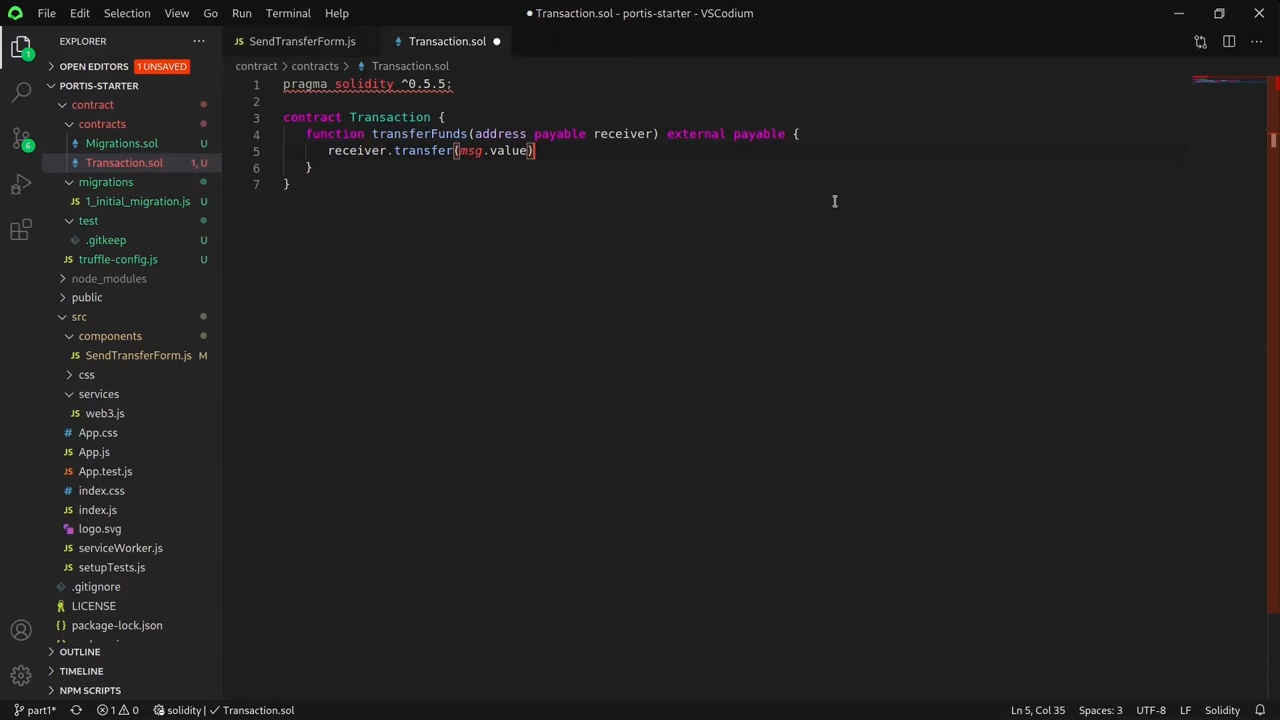 File Edit Selection View Go Run Terminal Help
● Transaction.sol - portis-starter - VSCodium
EXPLORER
OPEN EDITORS 1 UNSAVED
PORTIS-STARTER
contract
contracts
Migrations.sol U
Transaction.sol 1, U
migrations
1_initial_migration.js U
test
.gitkeep U
truffle-config.js U
node_modules
public
src
components
SendTransferForm.js M
css
services
web3.js
App.css
App.js
App.test.js
index.css
index.js
logo.svg
serviceWorker.js
setupTests.js
.gitignore
LICENSE
package-lock.json
OUTLINE
TIMELINE
NPM SCRIPTS
1
6
SendTransferForm.js Transaction.sol
contract > contracts > Transaction.sol
1 pragma solidity ^0.5.5;
2
3 contract Transaction {
4 function transferFunds(address payable receiver) external payable {
5 receiver.transfer(msg.value)
6 }
7 }
part1* 1 0 solidity | ✓ Transaction.sol Ln 5, Col 35 Spaces: 3 UTF-8 LF Solidity